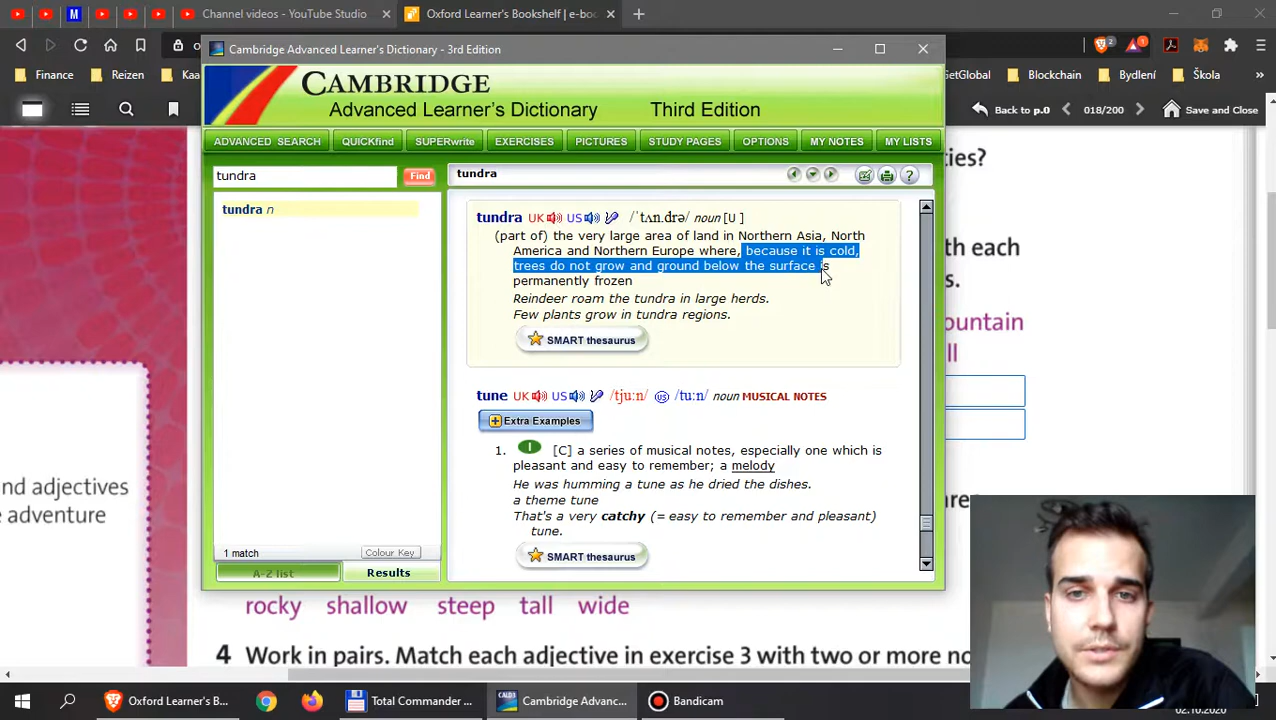 Channel videos - YouTube Studio
Oxford Learner's Bookshelf | e-boo
Finance
Reizen
Kaa
GetGlobal
Blockchain
Bydlení
Škola
Back to p.0
018/200
Save and Close
Cambridge Advanced Learner's Dictionary - 3rd Edition
CAMBRIDGE
Advanced Learner's Dictionary Third Edition
ADVANCED SEARCH
QUICKfind
SUPERwrite
EXERCISES
PICTURES
STUDY PAGES
OPTIONS
MY NOTES
MY LISTS
tundra
Find
tundra
tundra n
tundra UK US /ˈtʌn.drə/ noun [U ]
(part of) the very large area of land in Northern Asia, North
America and Northern Europe where, because it is cold,
trees do not grow and ground below the surface is
permanently frozen
Reindeer roam the tundra in large herds.
Few plants grow in tundra regions.
SMART thesaurus
tune UK US /tjuːn/ US /tuːn/ noun MUSICAL NOTES
Extra Examples
1. I [C] a series of musical notes, especially one which is
pleasant and easy to remember; a melody
He was humming a tune as he dried the dishes.
a theme tune
That's a very catchy (= easy to remember and pleasant)
tune.
SMART thesaurus
1 match
Colour Key
A-Z list
Results
ties?
th each
s.
ountain
ll
nd adjectives
e adventure
are
rocky shallow steep tall wide
4 Work in pairs. Match each adjective in exercise 3 with two or more no
Oxford Learner's B...
Total Commander ...
CALD3
Cambridge Advanc...
Bandicam
02.10.2020